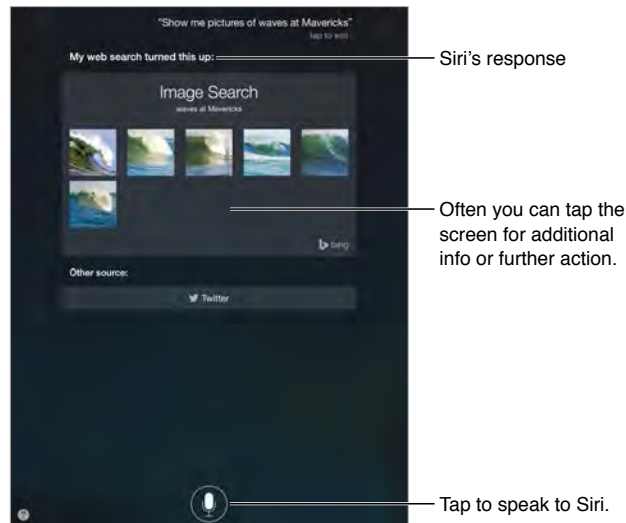 “Show me pictures of waves at Mavericks”
tap to edit
My web search turned this up:
Siri’s response
Image Search
waves at Mavericks
Often you can tap the
screen for additional
info or further action.
bing
Other source:
Twitter
Tap to speak to Siri.
?